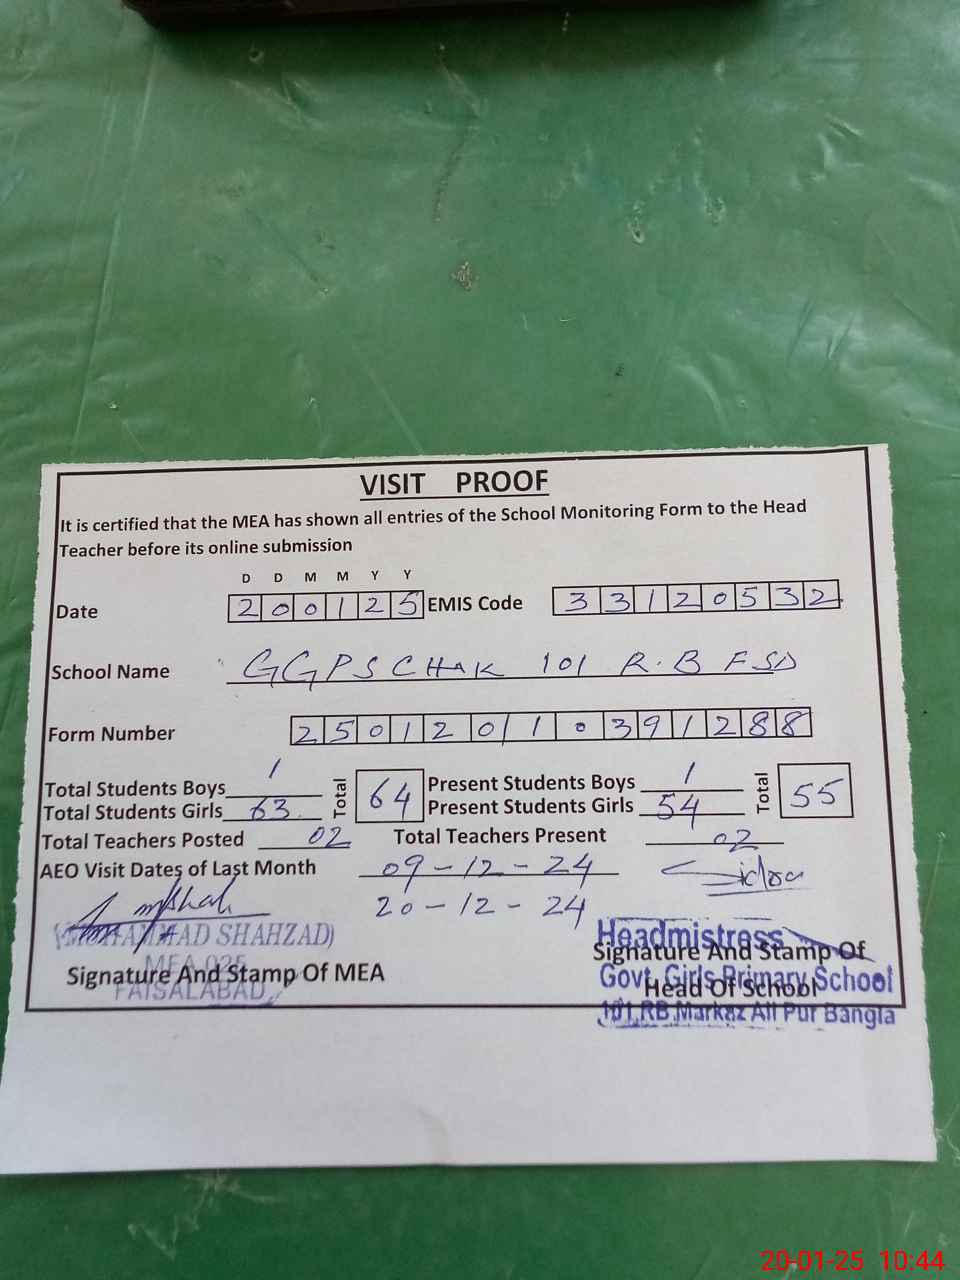 VISIT PROOF
It is certified that the MEA has shown all entries of the School Monitoring Form to the Head
Teacher before its online submission
D D M M Y Y
Date 2 0 0 1 2 5 EMIS Code 3 3 1 2 0 5 3 2
School Name GGPS CHAK 101 R.B FSD
Form Number 2 5 0 1 2 0 1 1 0 3 9 1 2 8 8
Total Students Boys 1 Total 64 Present Students Boys 1 Total 55
Total Students Girls 63 Present Students Girls 54
Total Teachers Posted 02 Total Teachers Present 02
AEO Visit Dates of Last Month 09-12-24
20-12-24
(MUHAMMAD SHAHZAD)
MEA 025
FAISALABAD
Signature And Stamp Of MEA
Headmistress
Signature And Stamp Of
Govt. Girls Primary School
Head Of School
101 RB Markaz Ali Pur Bangla
20-01-25 10:44